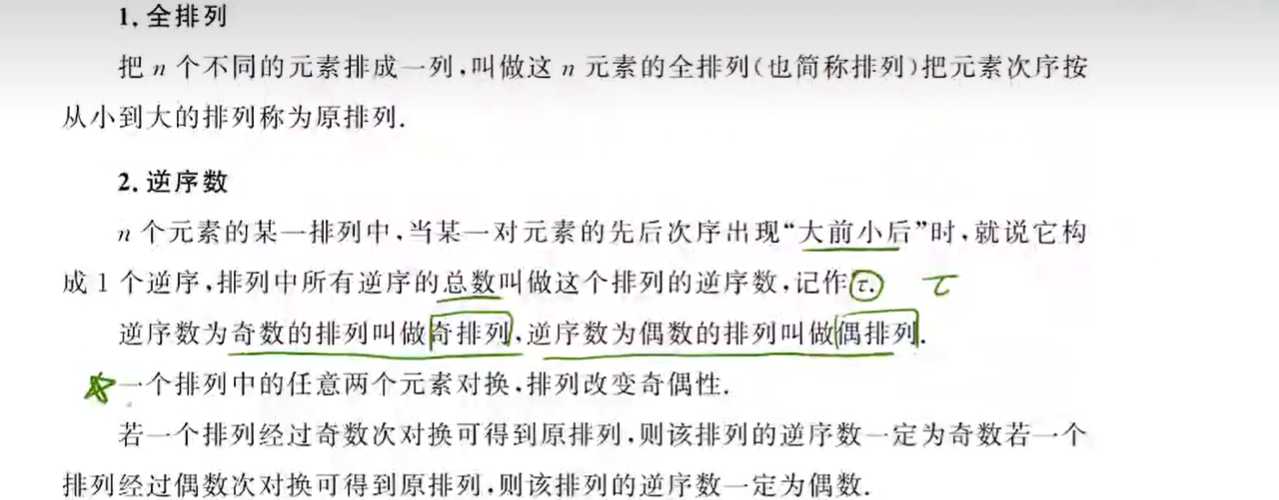 1. 全排列
把 n 个不同的元素排成一列,叫做这 n 元素的全排列(也简称排列)把元素次序按
从小到大的排列称为原排列.
2. 逆序数
n 个元素的某一排列中,当某一对元素的先后次序出现“大前小后”时,就说它构
成 1 个逆序,排列中所有逆序的总数叫做这个排列的逆序数,记作 τ. τ
逆序数为奇数的排列叫做奇排列,逆序数为偶数的排列叫做偶排列.
一个排列中的任意两个元素对换,排列改变奇偶性.
若一个排列经过奇数次对换可得到原排列,则该排列的逆序数一定为奇数若一个
排列经过偶数次对换可得到原排列,则该排列的逆序数一定为偶数.